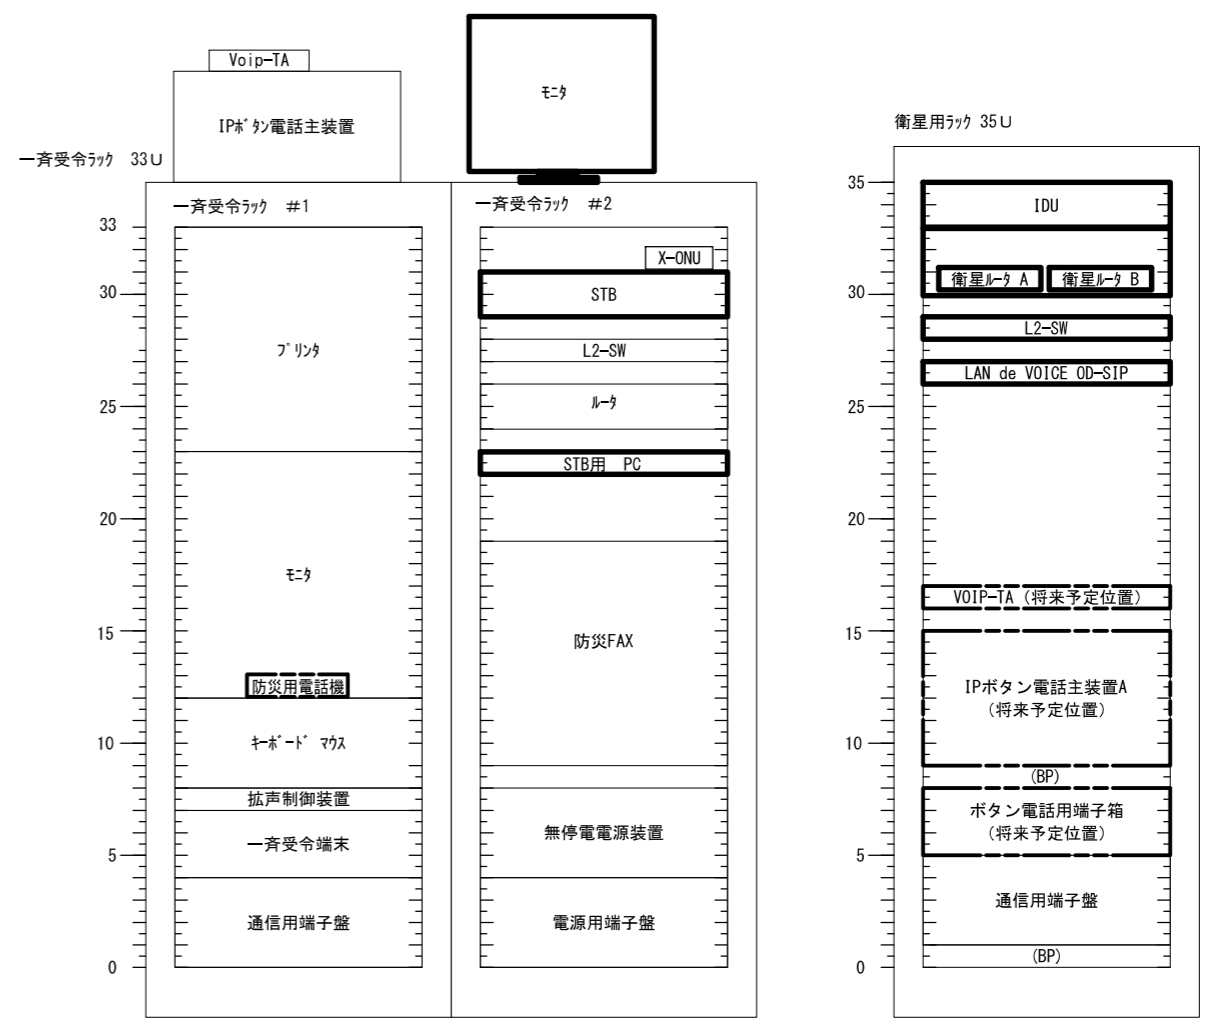 Voip-TA
IPﾎﾞﾀﾝ電話主装置
ﾓﾆﾀ
一斉受令ﾗｯｸ 33U
一斉受令ﾗｯｸ #1
一斉受令ﾗｯｸ #2
33
30
25
20
15
10
5
0
ﾌﾟﾘﾝﾀ
ﾓﾆﾀ
防災用電話機
ｷｰﾎﾞｰﾄﾞ ﾏｳｽ
拡声制御装置
一斉受令端末
通信用端子盤
X-ONU
STB
L2-SW
ﾙｰﾀ
STB用 PC
防災FAX
無停電電源装置
電源用端子盤
衛星用ﾗｯｸ 35U
35
30
25
20
15
10
5
0
IDU
衛星ﾙｰﾀ A
衛星ﾙｰﾀ B
L2-SW
LAN de VOICE OD-SIP
VOIP-TA（将来予定位置）
IPボタン電話主装置A
（将来予定位置）
(BP)
ボタン電話用端子箱
（将来予定位置）
通信用端子盤
(BP)